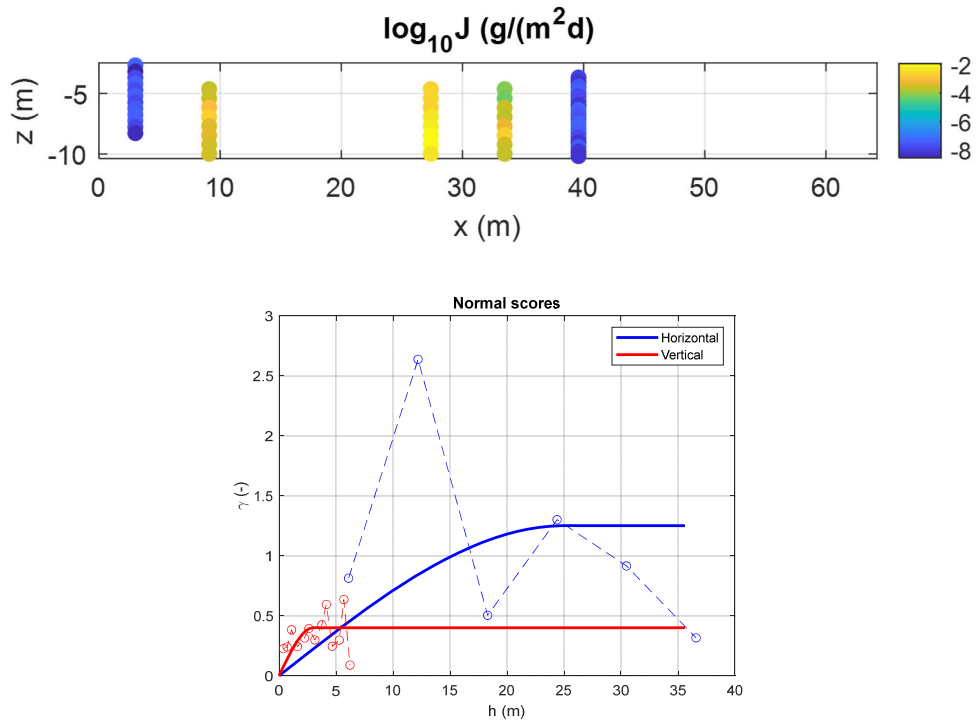 log10J (g/(m2d)
z (m)
-5
-10
0 10 20 30 40 50 60
x (m)
-2
-4
-6
-8
Normal scores
Horizontal
Vertical
γ (-)
3
2.5
2
1.5
1
0.5
0
0 5 10 15 20 25 30 35 40
h (m)